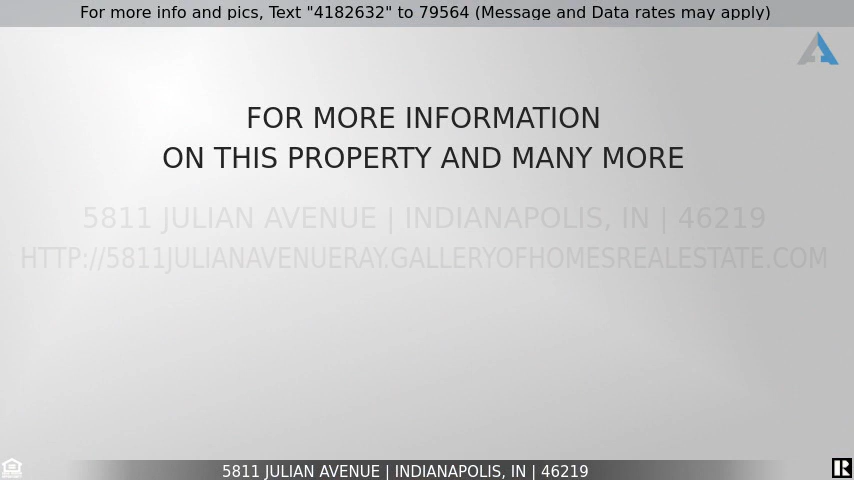 For more info and pics, Text "4182632" to 79564 (Message and Data rates may apply)
FOR MORE INFORMATION
ON THIS PROPERTY AND MANY MORE
5811 JULIAN AVENUE | INDIANAPOLIS, IN | 46219
HTTP://5811JULIANAVENUERAY.GALLERYOFHOMESREALESTATE.COM
5811 JULIAN AVENUE | INDIANAPOLIS, IN | 46219